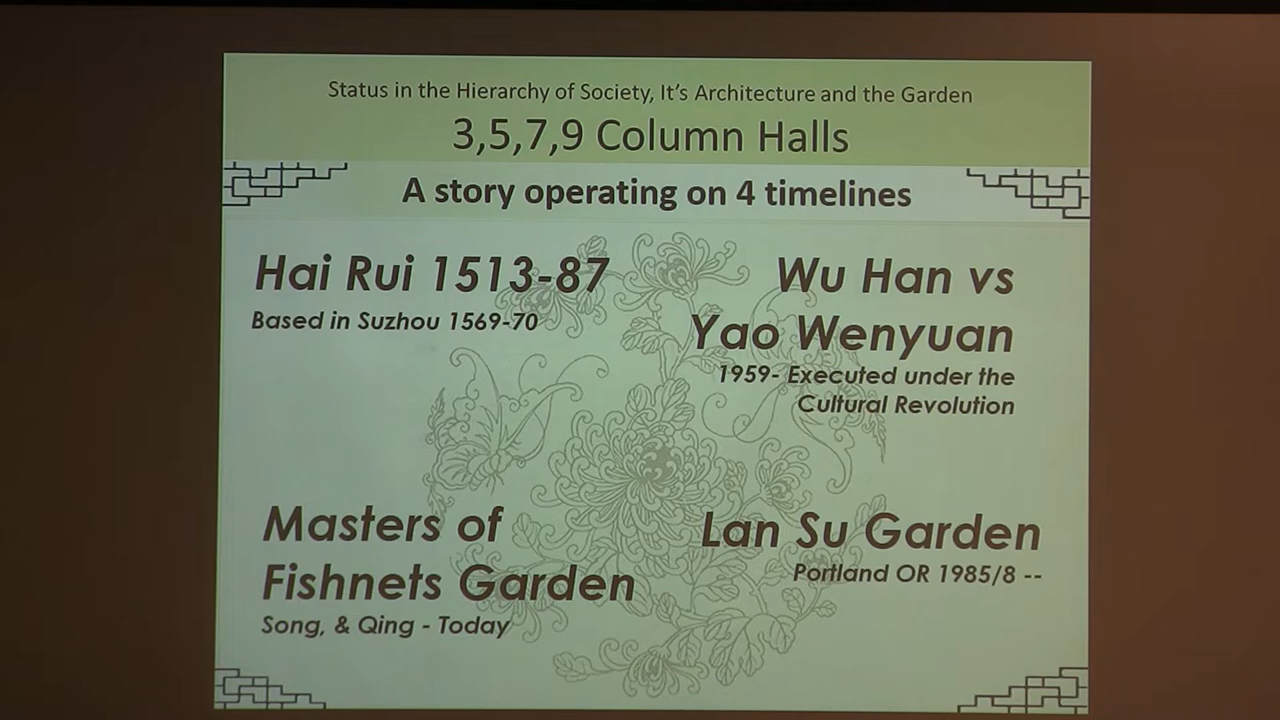 Status in the Hierarchy of Society, It's Architecture and the Garden
3,5,7,9 Column Halls
A story operating on 4 timelines
Hai Rui 1513-87
Based in Suzhou 1569-70
Wu Han vs
Yao Wenyuan
1959- Executed under the
Cultural Revolution
Masters of
Fishnets Garden
Song, & Qing - Today
Lan Su Garden
Portland OR 1985/8 --